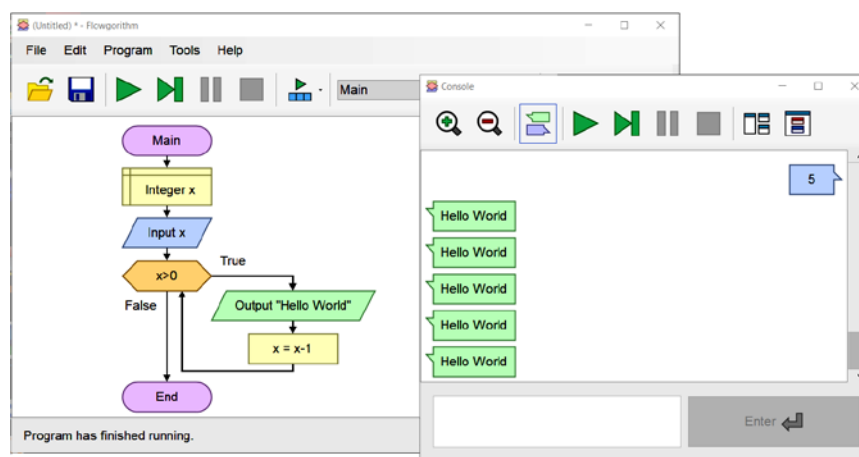 (Untitled) * - Flowgorithm
File Edit Program Tools Help
Main
Main
Integer x
Input x
x>0
True
False
Output "Hello World"
x = x-1
End
Program has finished running.
Console
5
Hello World
Hello World
Hello World
Hello World
Hello World
Enter